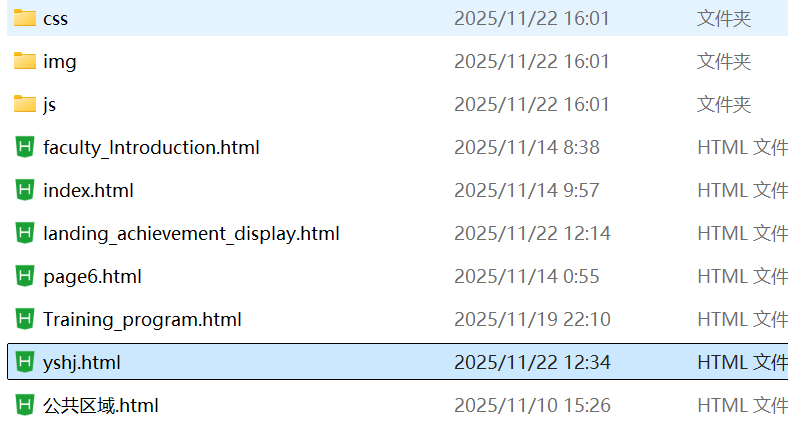 css 2025/11/22 16:01 文件夹
img 2025/11/22 16:01 文件夹
js 2025/11/22 16:01 文件夹
faculty_Introduction.html 2025/11/14 8:38 HTML 文件
index.html 2025/11/14 9:57 HTML 文件
landing_achievement_display.html 2025/11/22 12:14 HTML 文件
page6.html 2025/11/14 0:55 HTML 文件
Training_program.html 2025/11/19 22:10 HTML 文件
yshj.html 2025/11/22 12:34 HTML 文件
公共区域.html 2025/11/10 15:26 HTML 文件